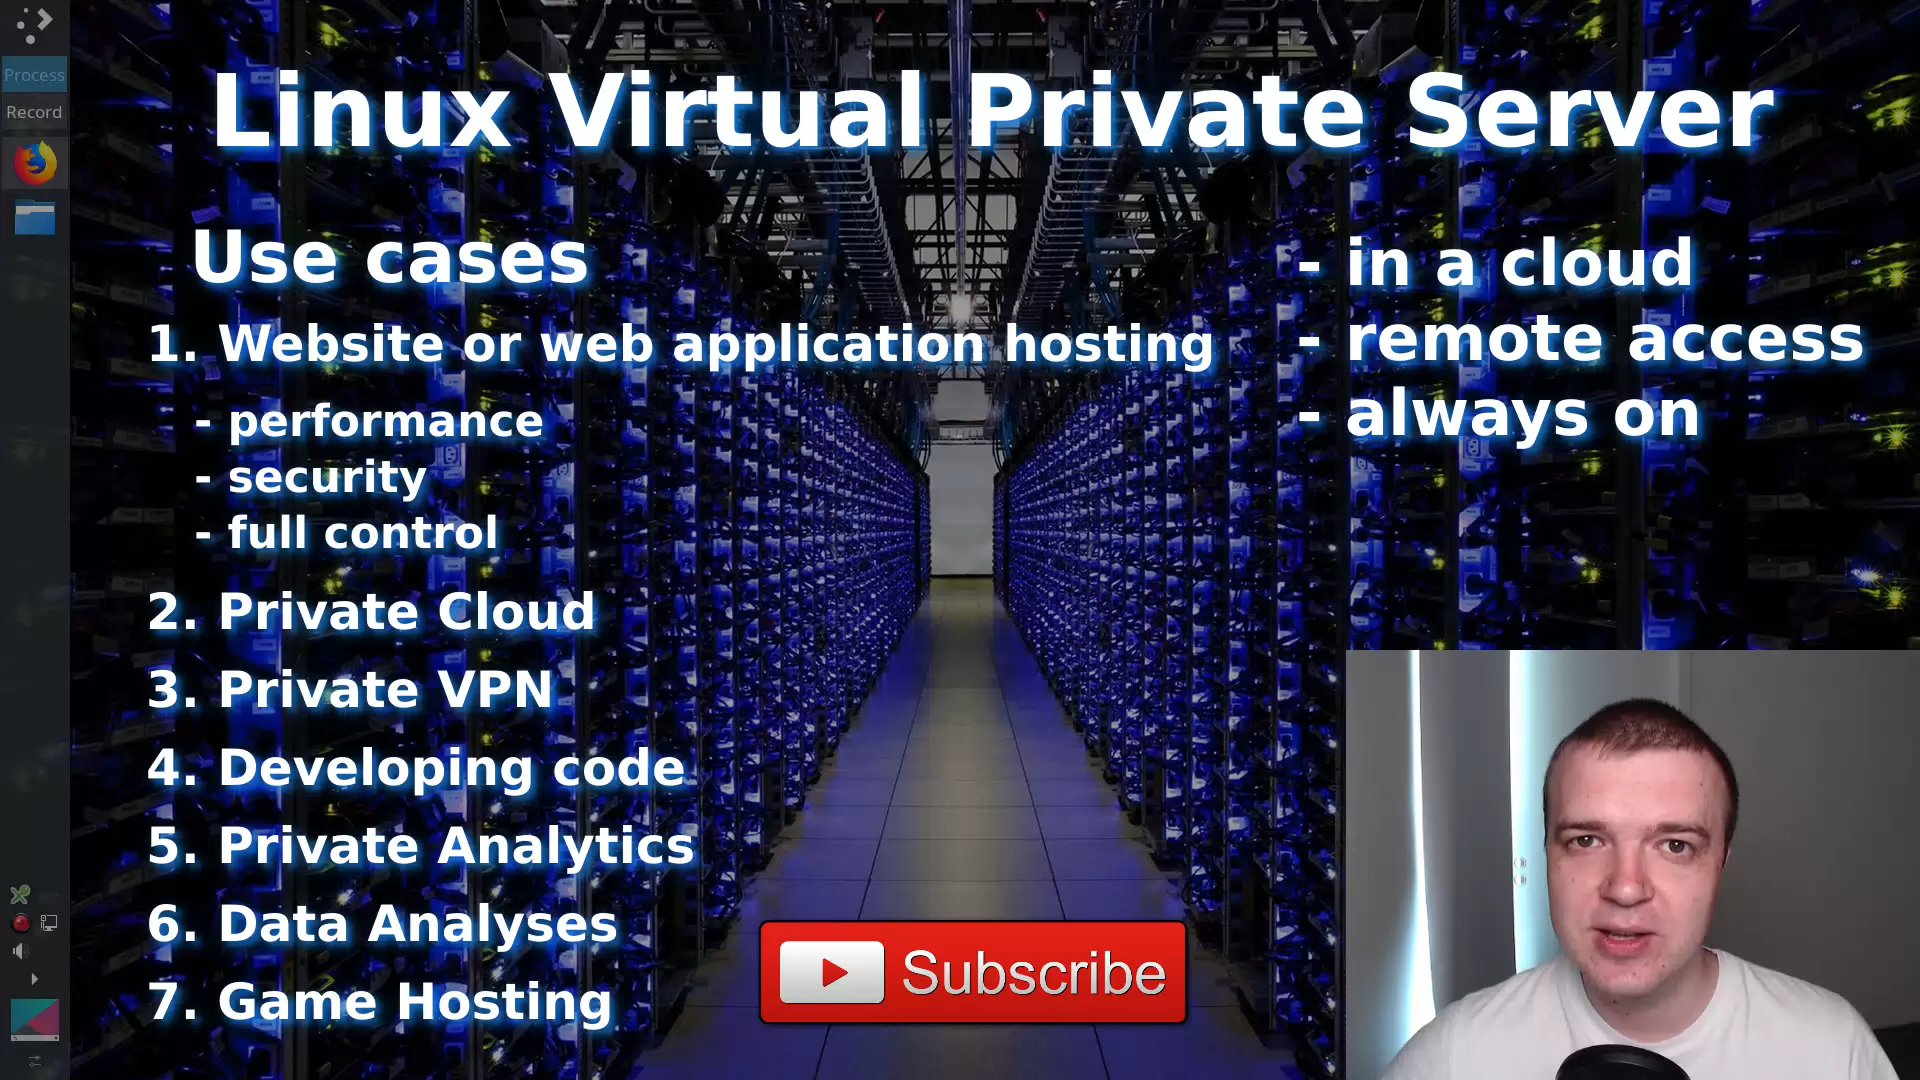 Process
Record
Linux Virtual Private Server
Use cases
1. Website or web application hosting
- performance
- security
- full control
2. Private Cloud
3. Private VPN
4. Developing code
5. Private Analytics
6. Data Analyses
7. Game Hosting
- in a cloud
- remote access
- always on
Subscribe